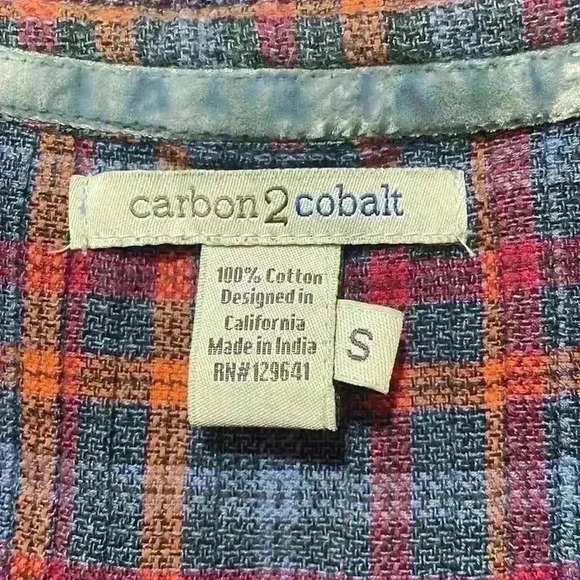 carbon2cobalt
100% Cotton
Designed in
California
Made in India
RN#129641
S